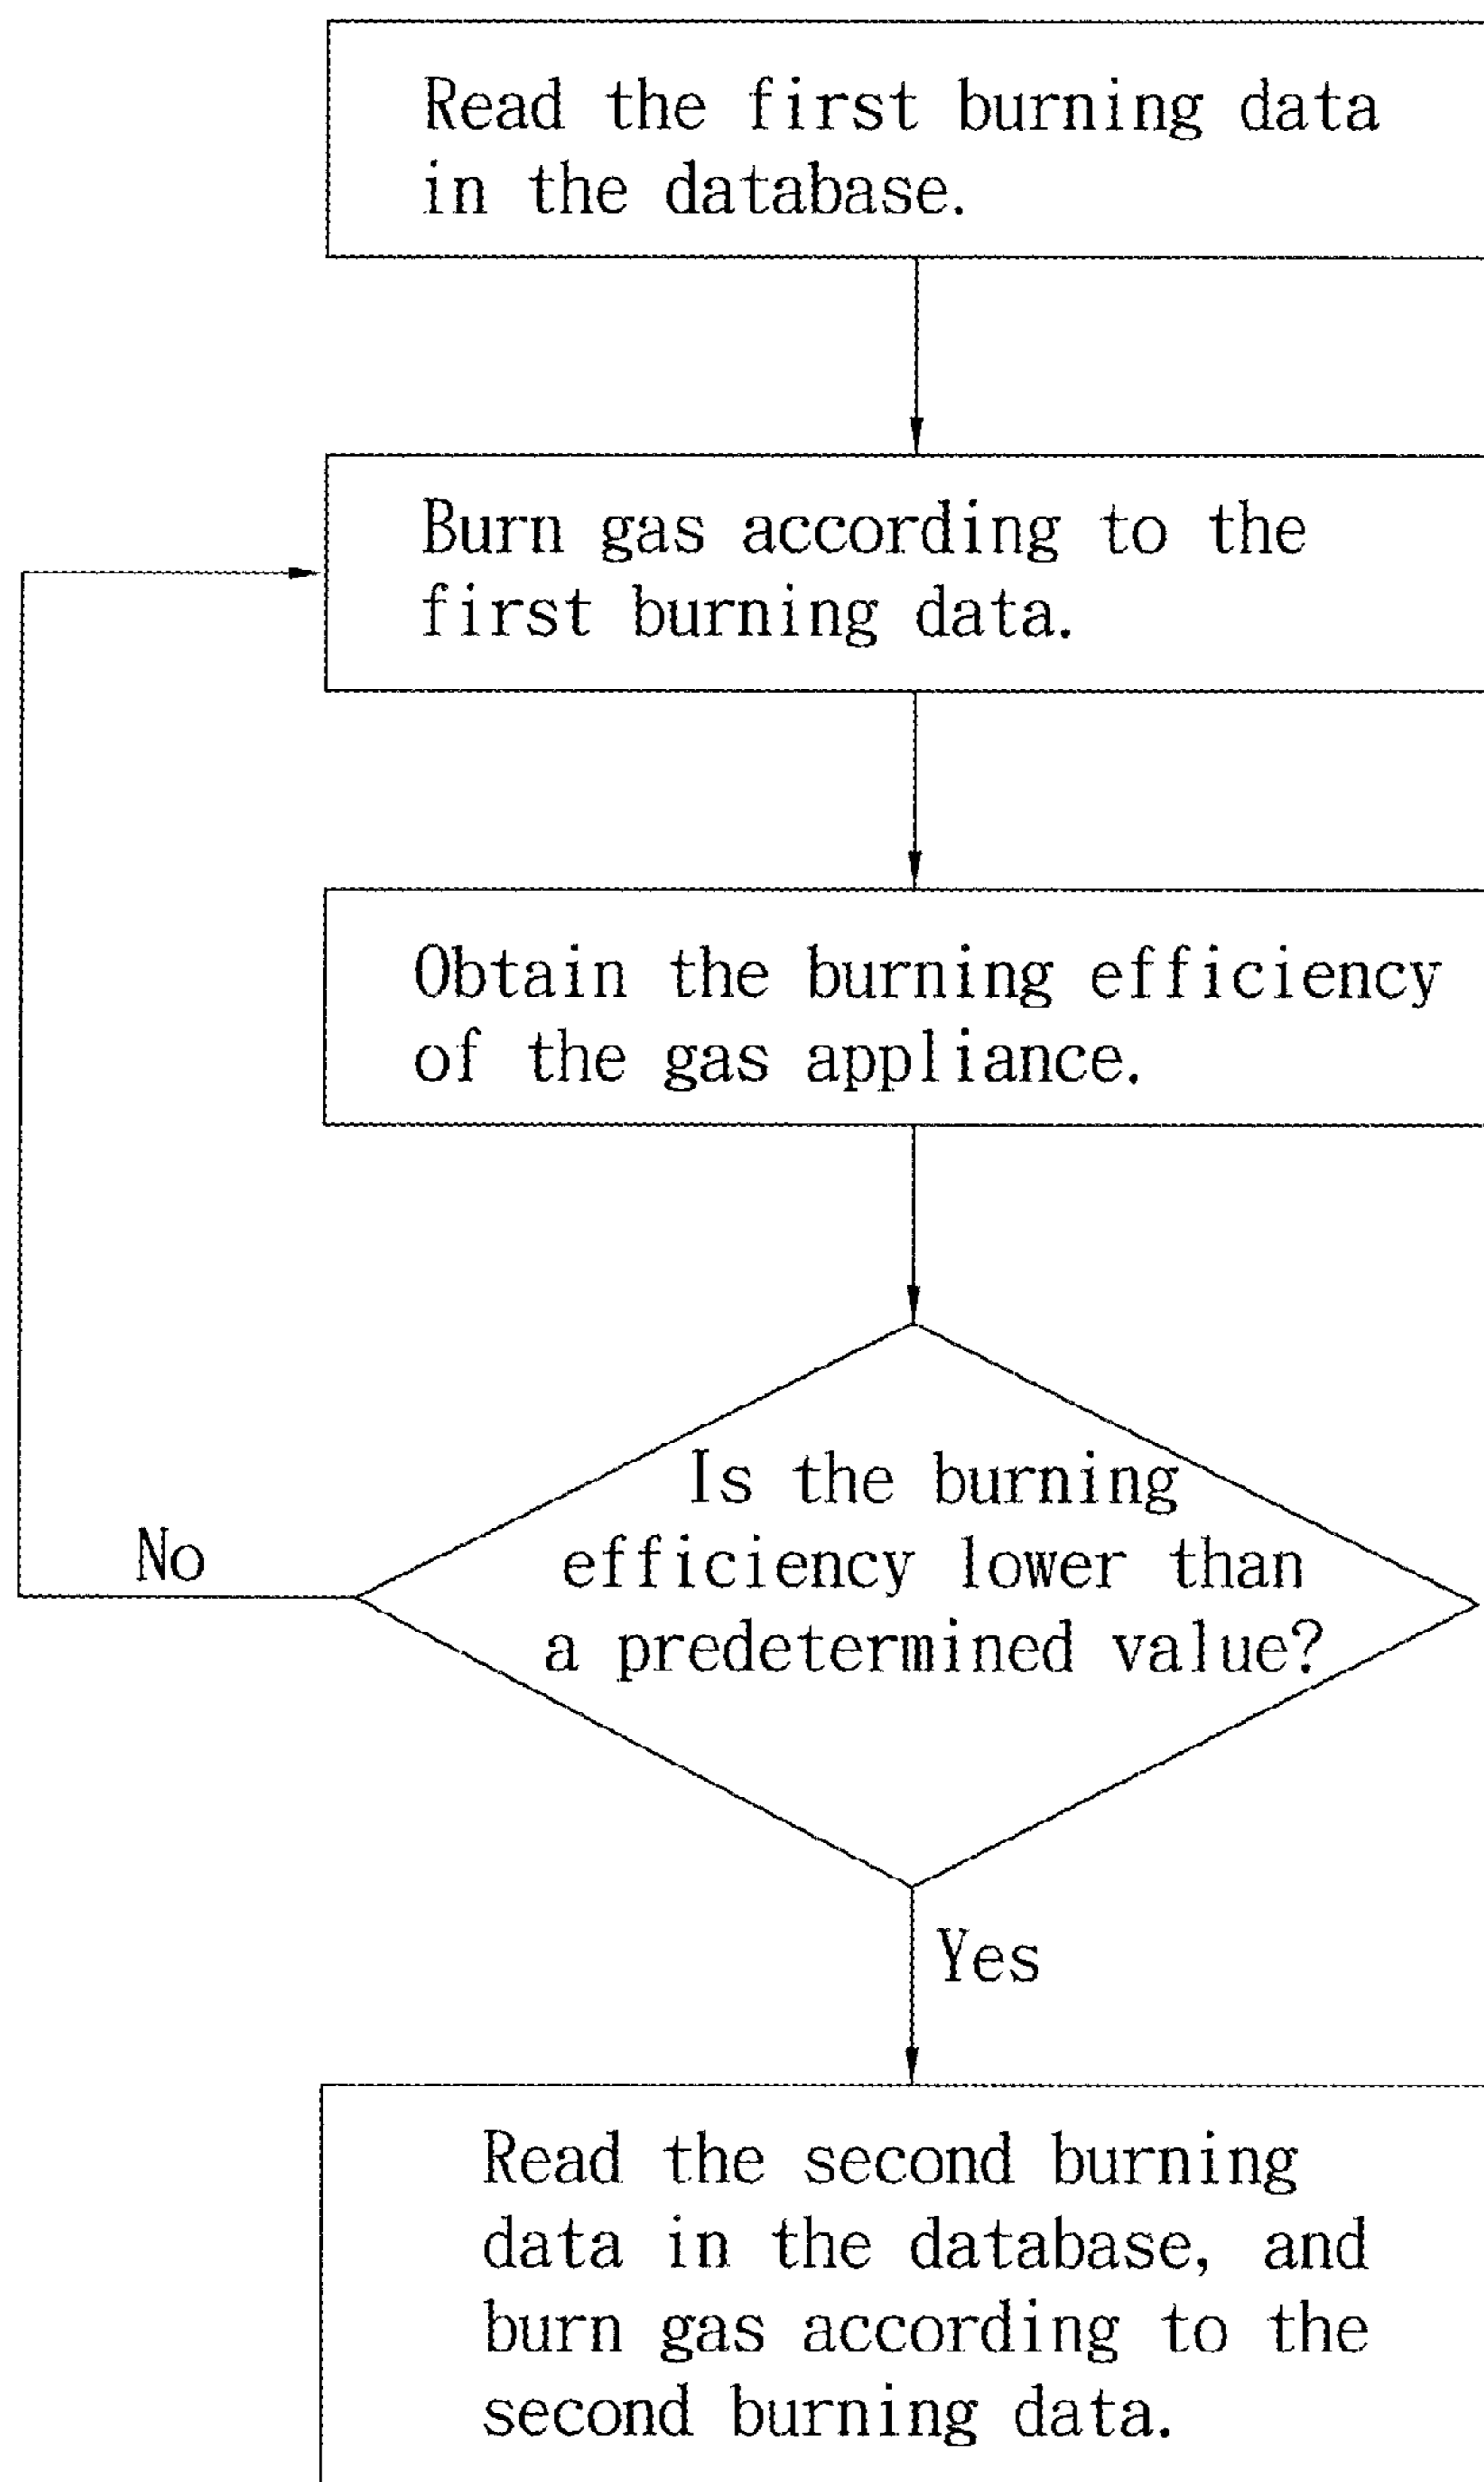 Read the first burning data
in the database.
Burn gas according to the
first burning data.
Obtain the burning efficiency
of the gas appliance.
Is the burning
efficiency lower than
a predetermined value?
No
Yes
Read the second burning
data in the database, and
burn gas according to the
second burning data.